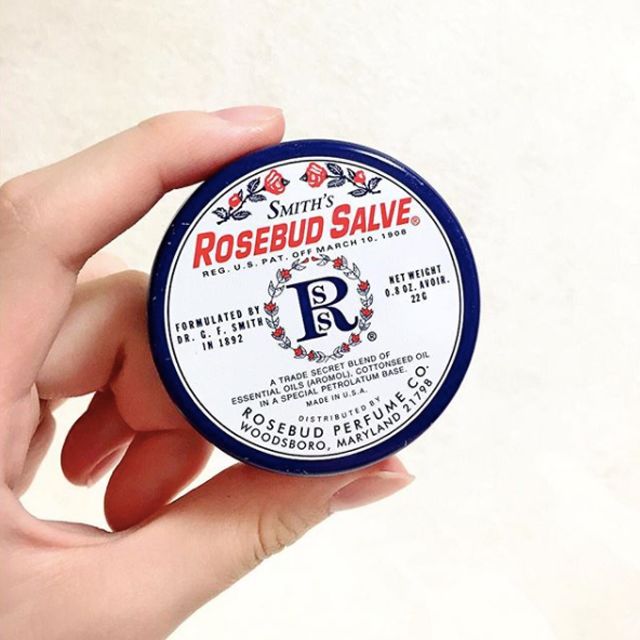 SMITH'S
ROSEBUD SALVE®
REG. U.S. PAT. OFF MARCH 10, 1908
FORMULATED BY
DR. G. F. SMITH
IN 1892
RSS®
NET WEIGHT
0.8 OZ. AVOIR.
22G
A TRADE SECRET BLEND OF
ESSENTIAL OILS (AROMOL), COTTONSEED OIL
IN A SPECIAL PETROLATUM BASE.
MADE IN U.S.A.
DISTRIBUTED BY
ROSEBUD PERFUME CO.
WOODSBORO, MARYLAND 21798